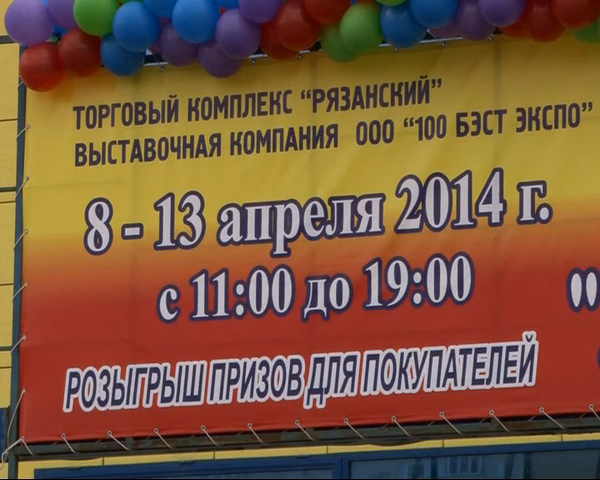 ТОРГОВЫЙ КОМПЛЕКС “РЯЗАНСКИЙ”
ВЫСТАВОЧНАЯ КОМПАНИЯ ООО “100 БЭСТ ЭКСПО”
8 - 13 апреля 2014 г.
с 11:00 до 19:00
РОЗЫГРЫШ ПРИЗОВ ДЛЯ ПОКУПАТЕЛЕЙ